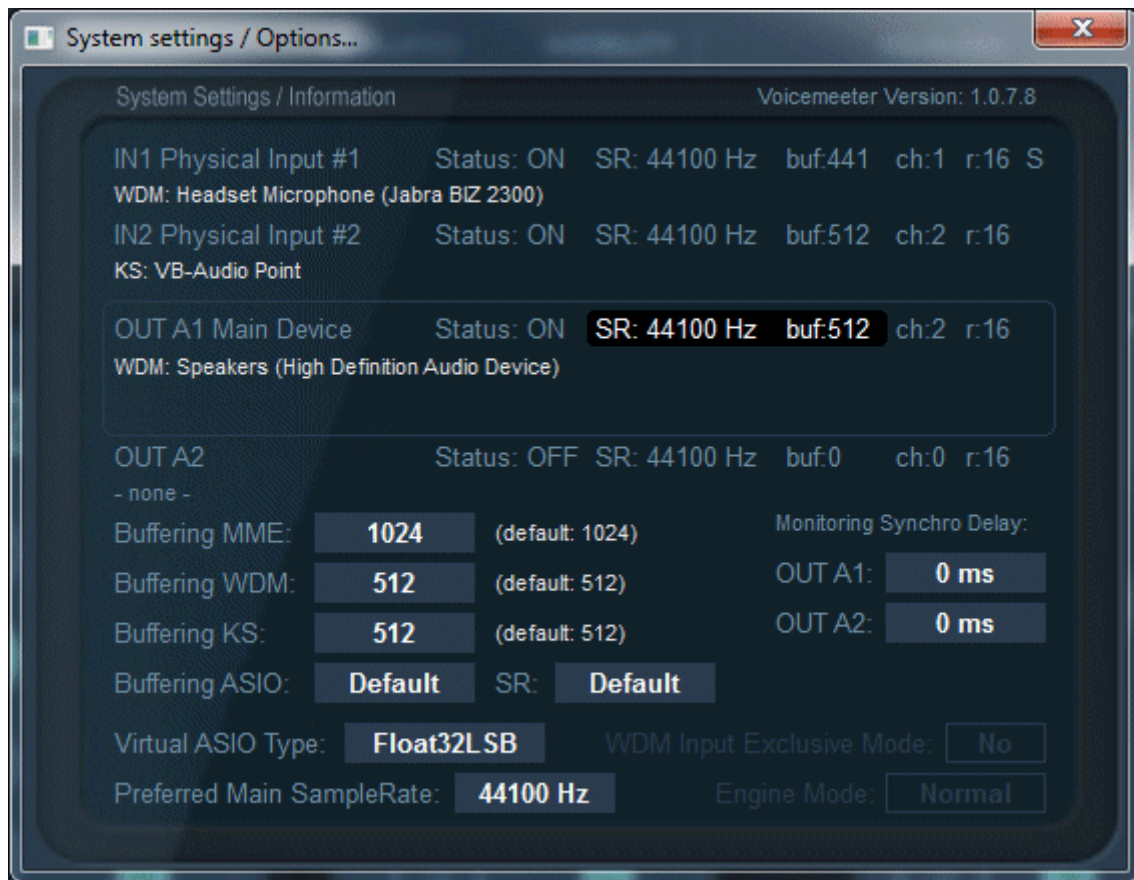 System settings / Options...
System Settings / Information Voicemeeter Version: 1.0.7.8
IN1 Physical Input #1 Status: ON SR: 44100 Hz buf:441 ch:1 r:16 S
WDM: Headset Microphone (Jabra BIZ 2300)
IN2 Physical Input #2 Status: ON SR: 44100 Hz buf:512 ch:2 r:16
KS: VB-Audio Point
OUT A1 Main Device Status: ON SR: 44100 Hz buf:512 ch:2 r:16
WDM: Speakers (High Definition Audio Device)
OUT A2 Status: OFF SR: 44100 Hz buf:0 ch:0 r:16
- none -
Buffering MME: 1024 (default: 1024) Monitoring Synchro Delay:
Buffering WDM: 512 (default: 512) OUT A1: 0 ms
Buffering KS: 512 (default: 512) OUT A2: 0 ms
Buffering ASIO: Default SR: Default
Virtual ASIO Type: Float32LSB WDM Input Exclusive Mode: No
Preferred Main SampleRate: 44100 Hz Engine Mode: Normal